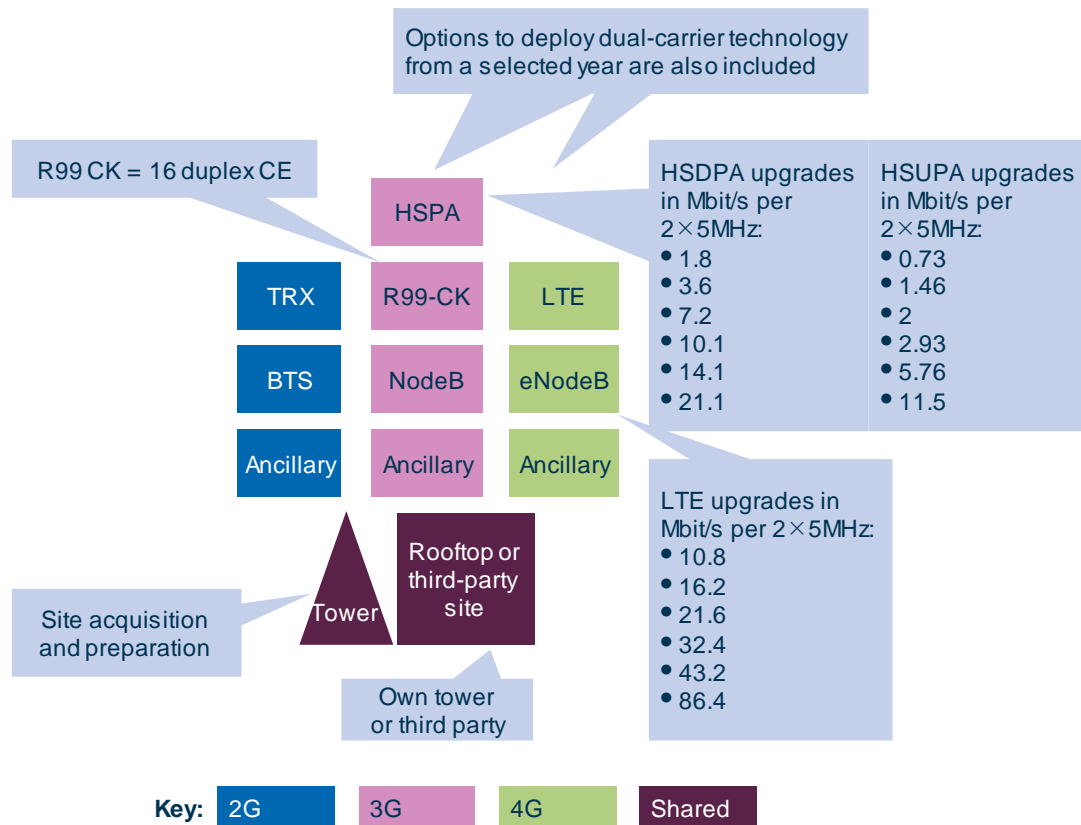 Options to deploy dual-carrier technology
from a selected year are also included
R99 CK = 16 duplex CE
HSDPA upgrades
in Mbit/s per
2×5MHz:
• 1.8
• 3.6
• 7.2
• 10.1
• 14.1
• 21.1
HSUPA upgrades
in Mbit/s per
2×5MHz:
• 0.73
• 1.46
• 2
• 2.93
• 5.76
• 11.5
HSPA
TRX
R99-CK
LTE
BTS
NodeB
eNodeB
Ancillary
Ancillary
Ancillary
LTE upgrades in
Mbit/s per 2×5MHz:
• 10.8
• 16.2
• 21.6
• 32.4
• 43.2
• 86.4
Tower
Rooftop or
third-party
site
Site acquisition
and preparation
Own tower
or third party
Key: 2G 3G 4G Shared